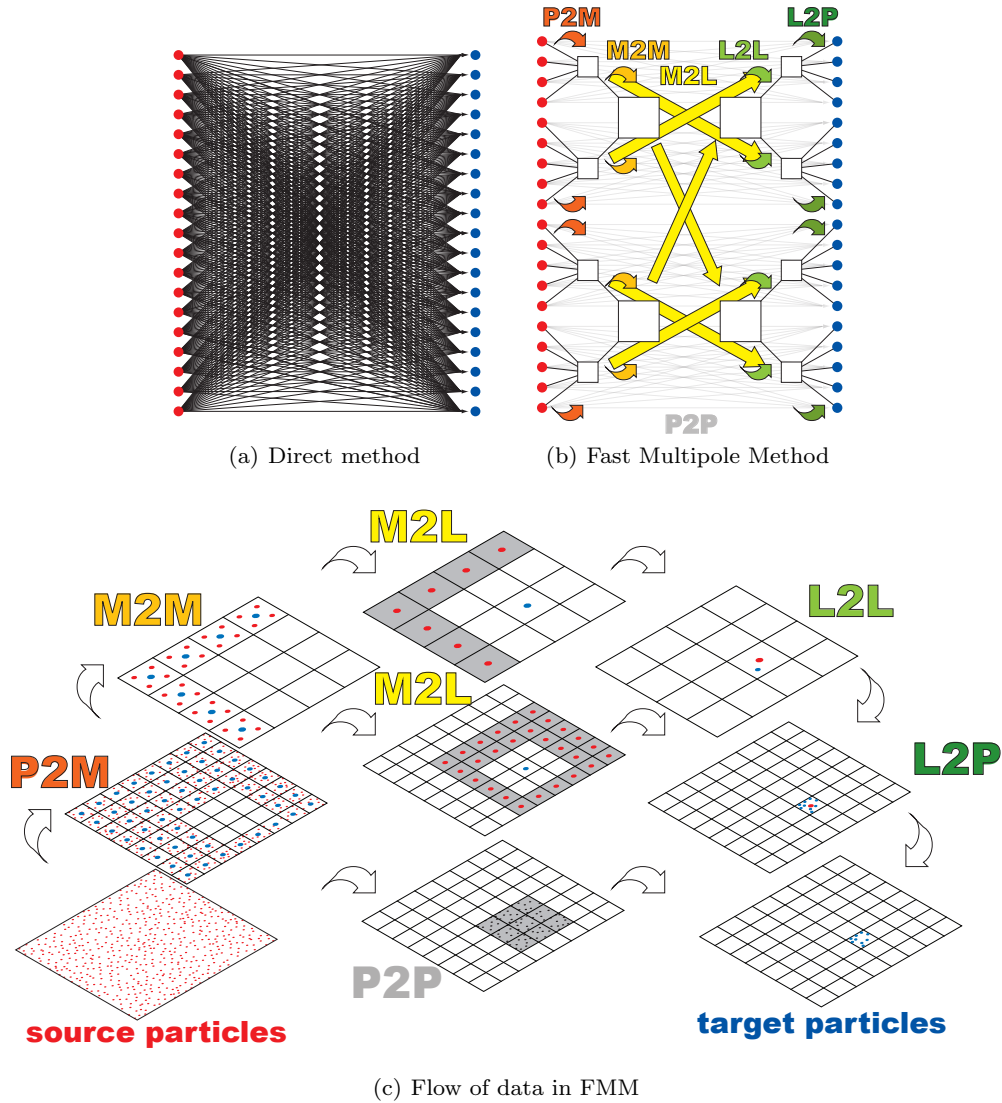 P2M L2P
M2M L2L
M2L
P2P
(a) Direct method (b) Fast Multipole Method
M2L
M2M L2L
M2L
P2M L2P
P2P
source particles target particles
(c) Flow of data in FMM